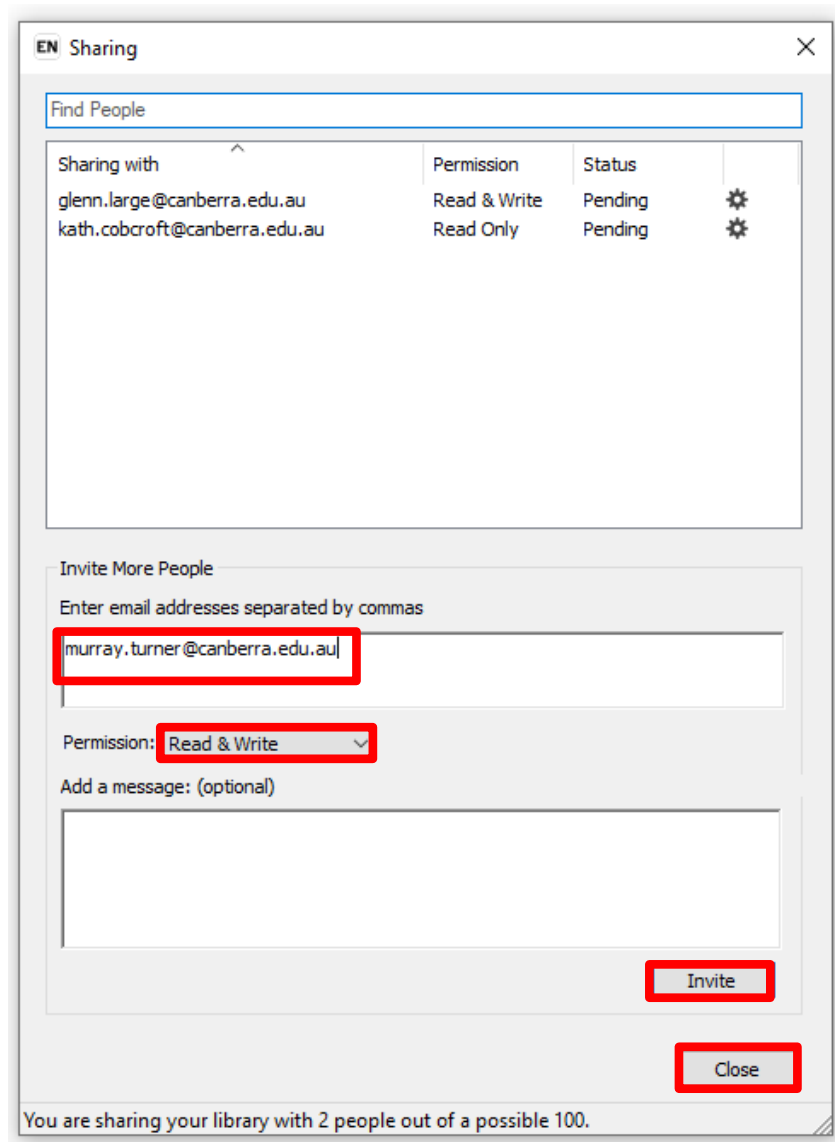 EN Sharing
Find People
Sharing with Permission Status
glenn.large@canberra.edu.au Read & Write Pending
kath.cobcroft@canberra.edu.au Read Only Pending
Invite More People
Enter email addresses separated by commas
murray.turner@canberra.edu.au
Permission: Read & Write
Add a message: (optional)
Invite
Close
You are sharing your library with 2 people out of a possible 100.